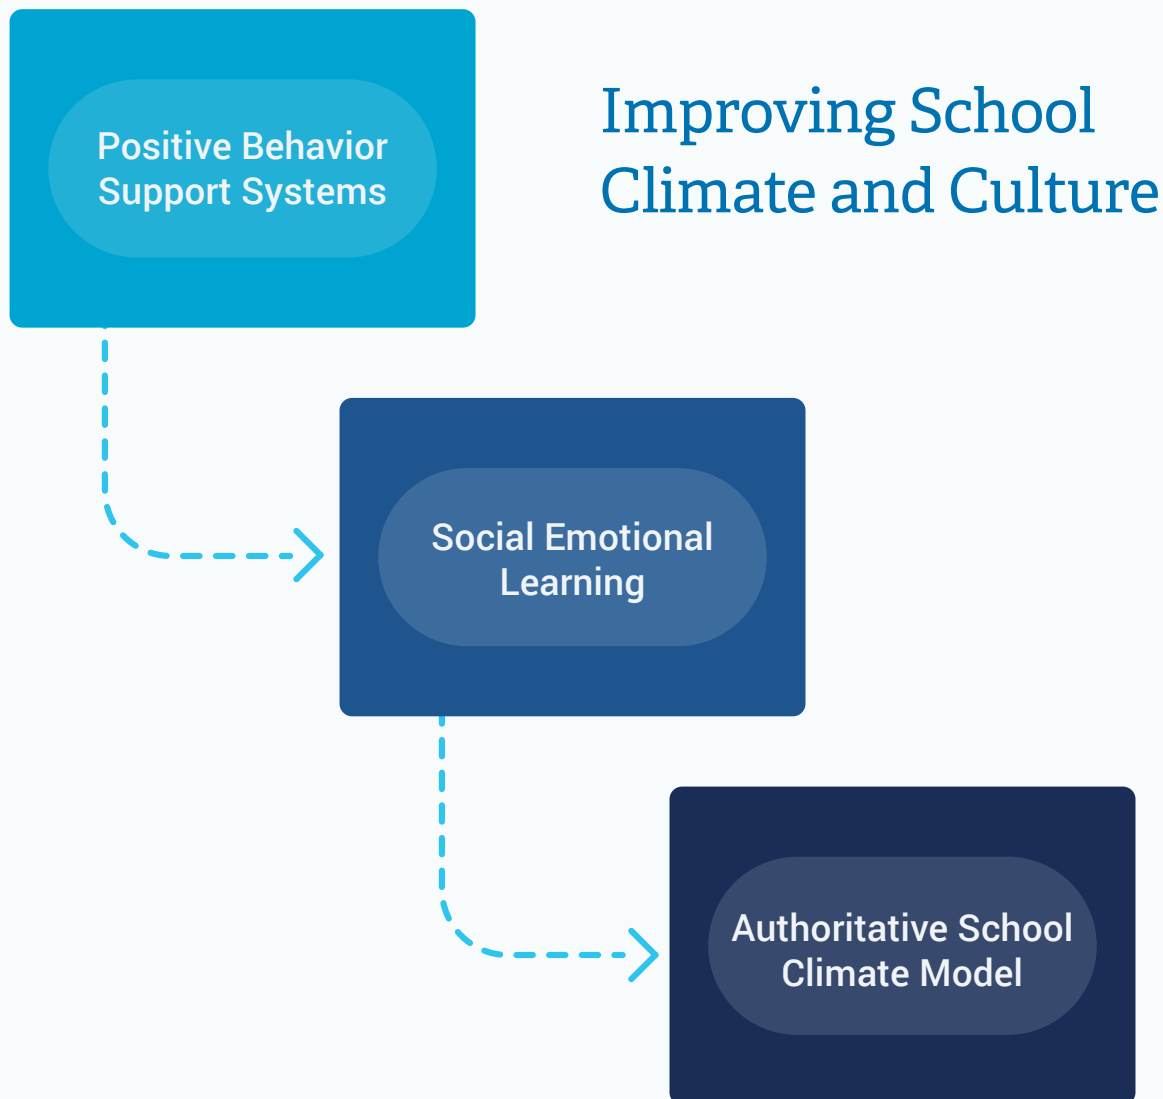 Positive Behavior
Support Systems
Improving School
Climate and Culture
Social Emotional
Learning
Authoritative School
Climate Model